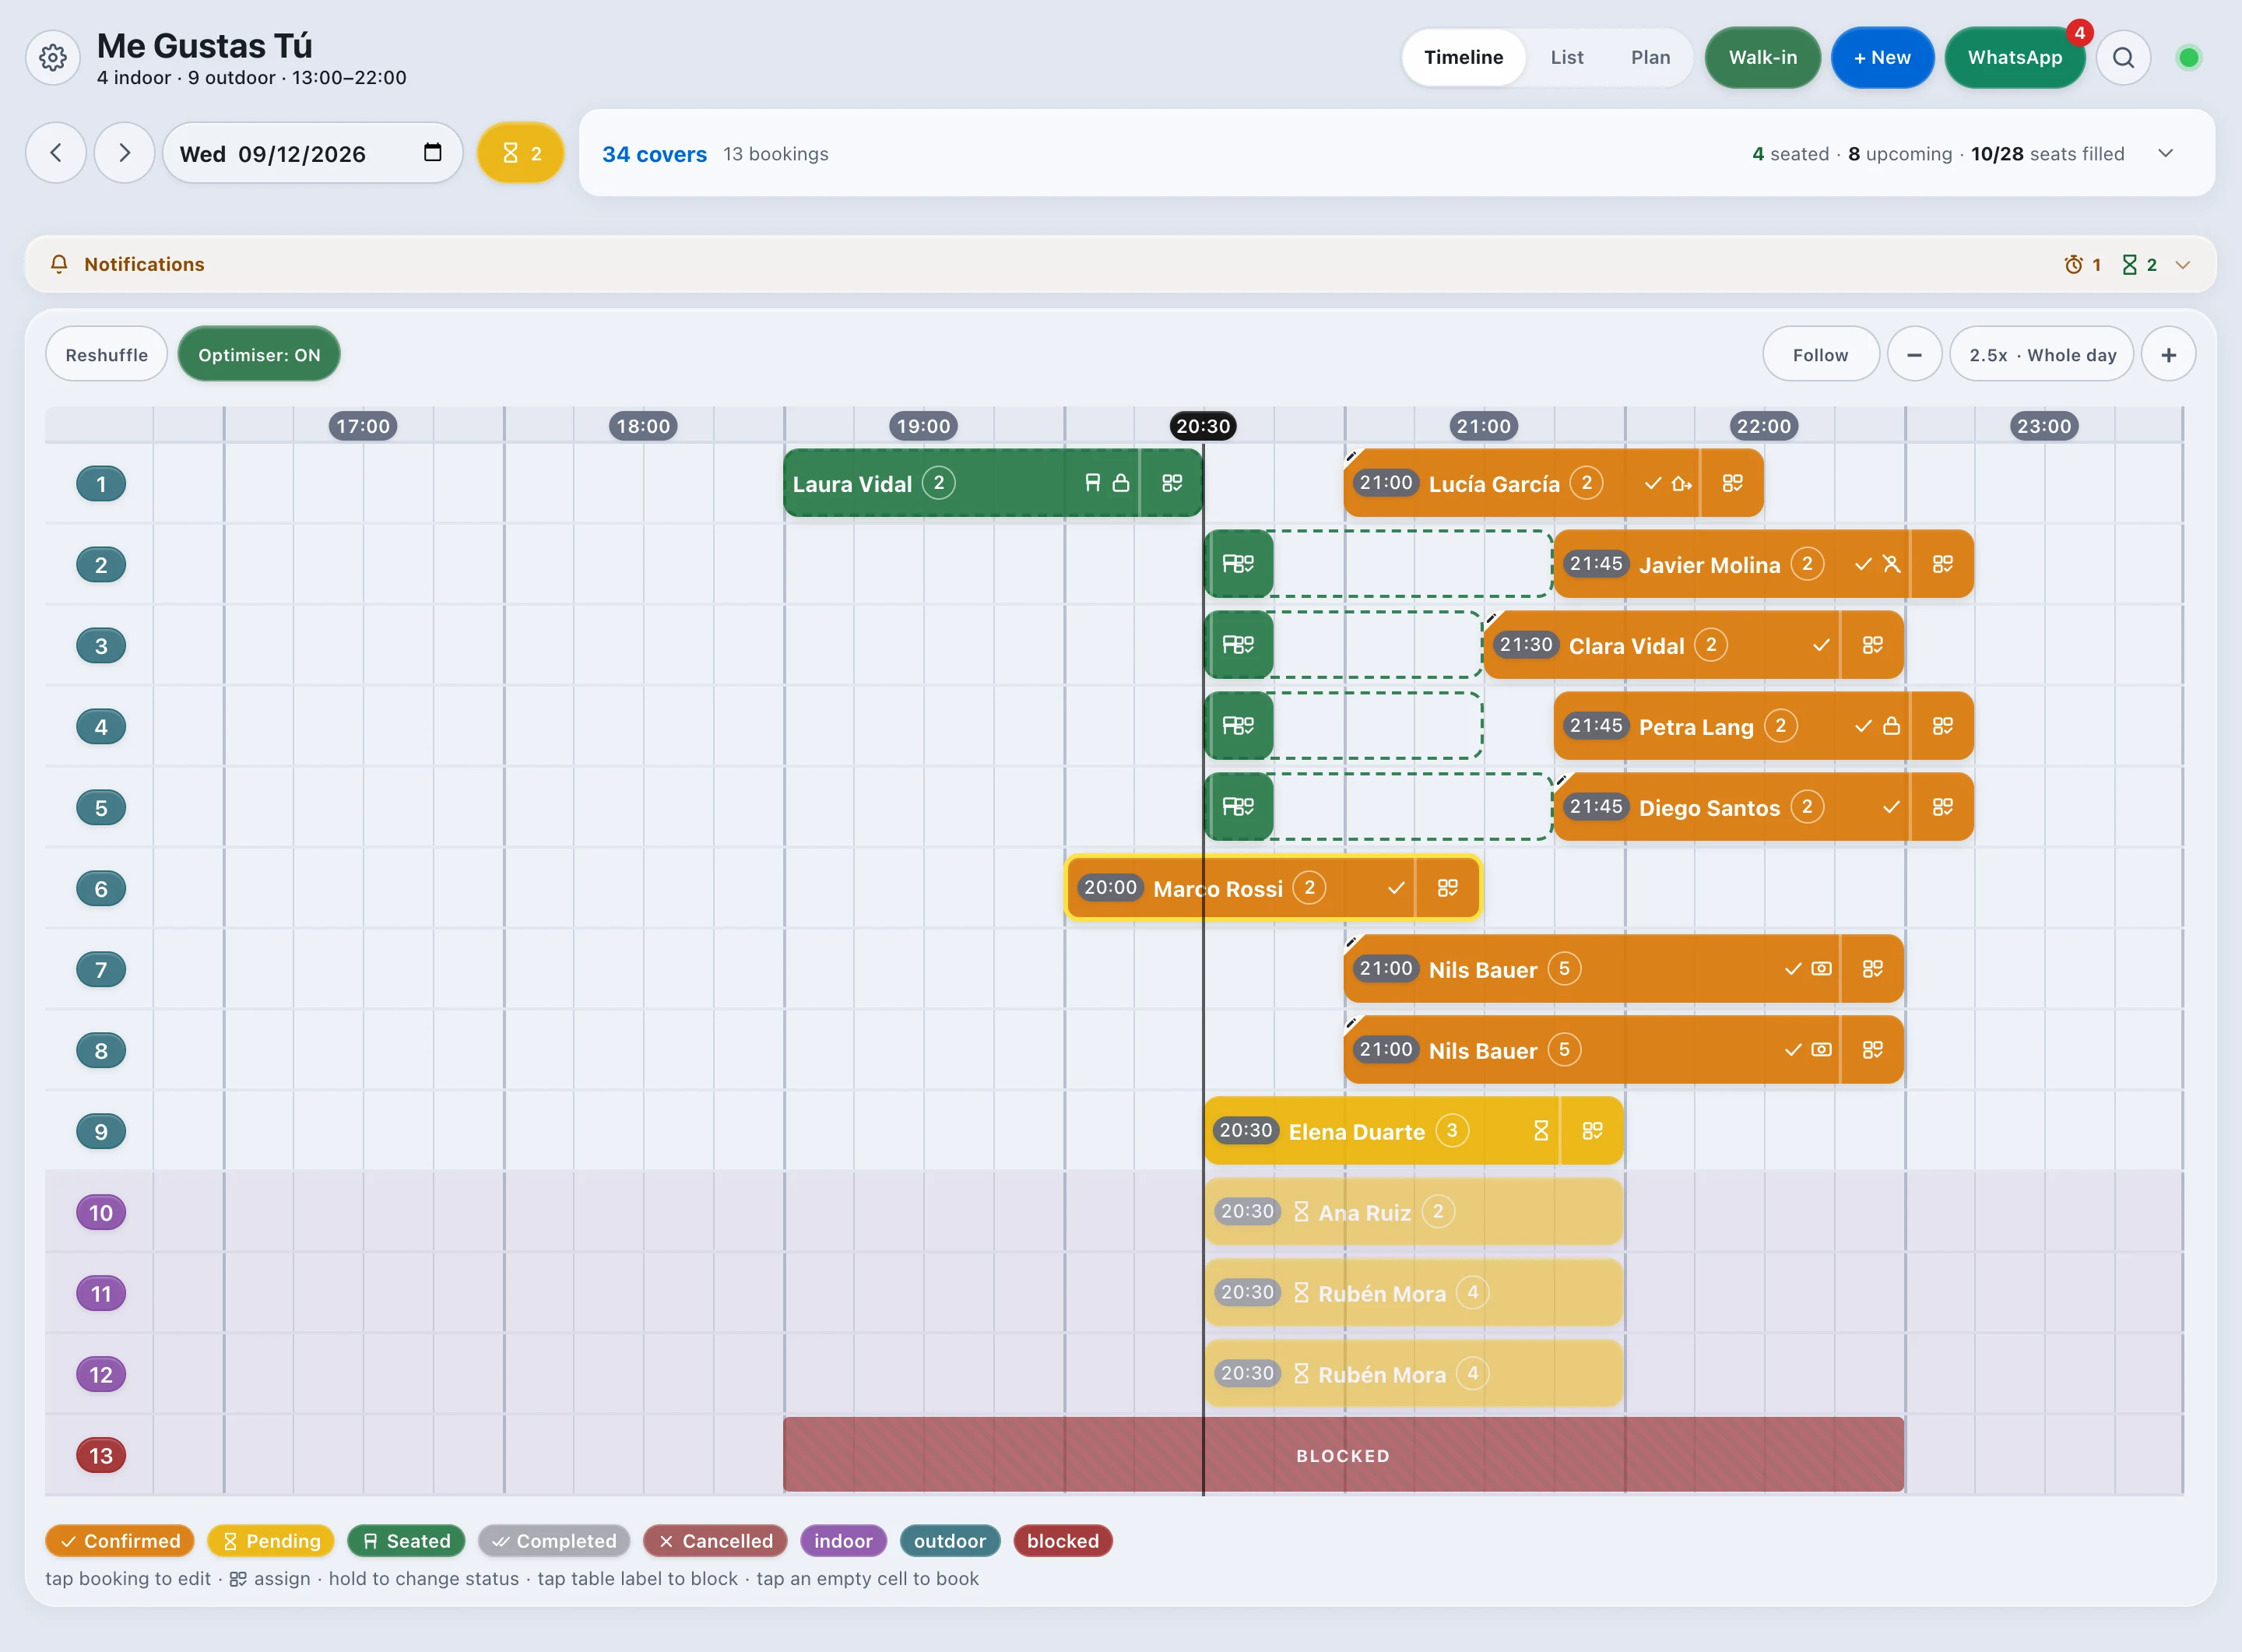 Me Gustas Tú
4 indoor · 9 outdoor · 13:00–22:00
Timeline List Plan Walk-in + New WhatsApp 4
Wed 09/12/2026 2
34 covers 13 bookings 4 seated · 8 upcoming · 10/28 seats filled
Notifications 1 2
Reshuffle Optimiser: ON Follow − 2.5x · Whole day +
17:00 18:00 19:00 20:30 21:00 22:00 23:00
1 Laura Vidal 2 21:00 Lucía García 2
2 21:45 Javier Molina 2
3 21:30 Clara Vidal 2
4 21:45 Petra Lang 2
5 21:45 Diego Santos 2
6 20:00 Marco Rossi 2
7 21:00 Nils Bauer 5
8 21:00 Nils Bauer 5
9 20:30 Elena Duarte 3
10 20:30 Ana Ruiz 2
11 20:30 Rubén Mora 4
12 20:30 Rubén Mora 4
13 BLOCKED
Confirmed Pending Seated Completed Cancelled indoor outdoor blocked
tap booking to edit · assign · hold to change status · tap table label to block · tap an empty cell to book